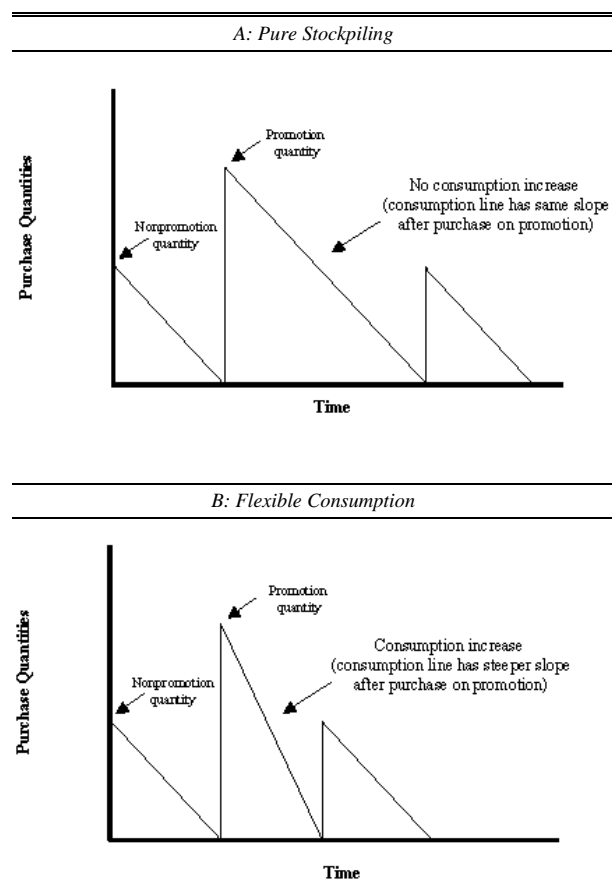 A: Pure Stockpiling
Promotion
quantity
No consumption increase
(consumption line has same slope
after purchase on promotion)
Nonpromotion
quantity
Purchase Quantities
Time
B: Flexible Consumption
Promotion
quantity
Consumption increase
(consumption line has steeper slope
after purchase on promotion)
Nonpromotion
quantity
Purchase Quantities
Time